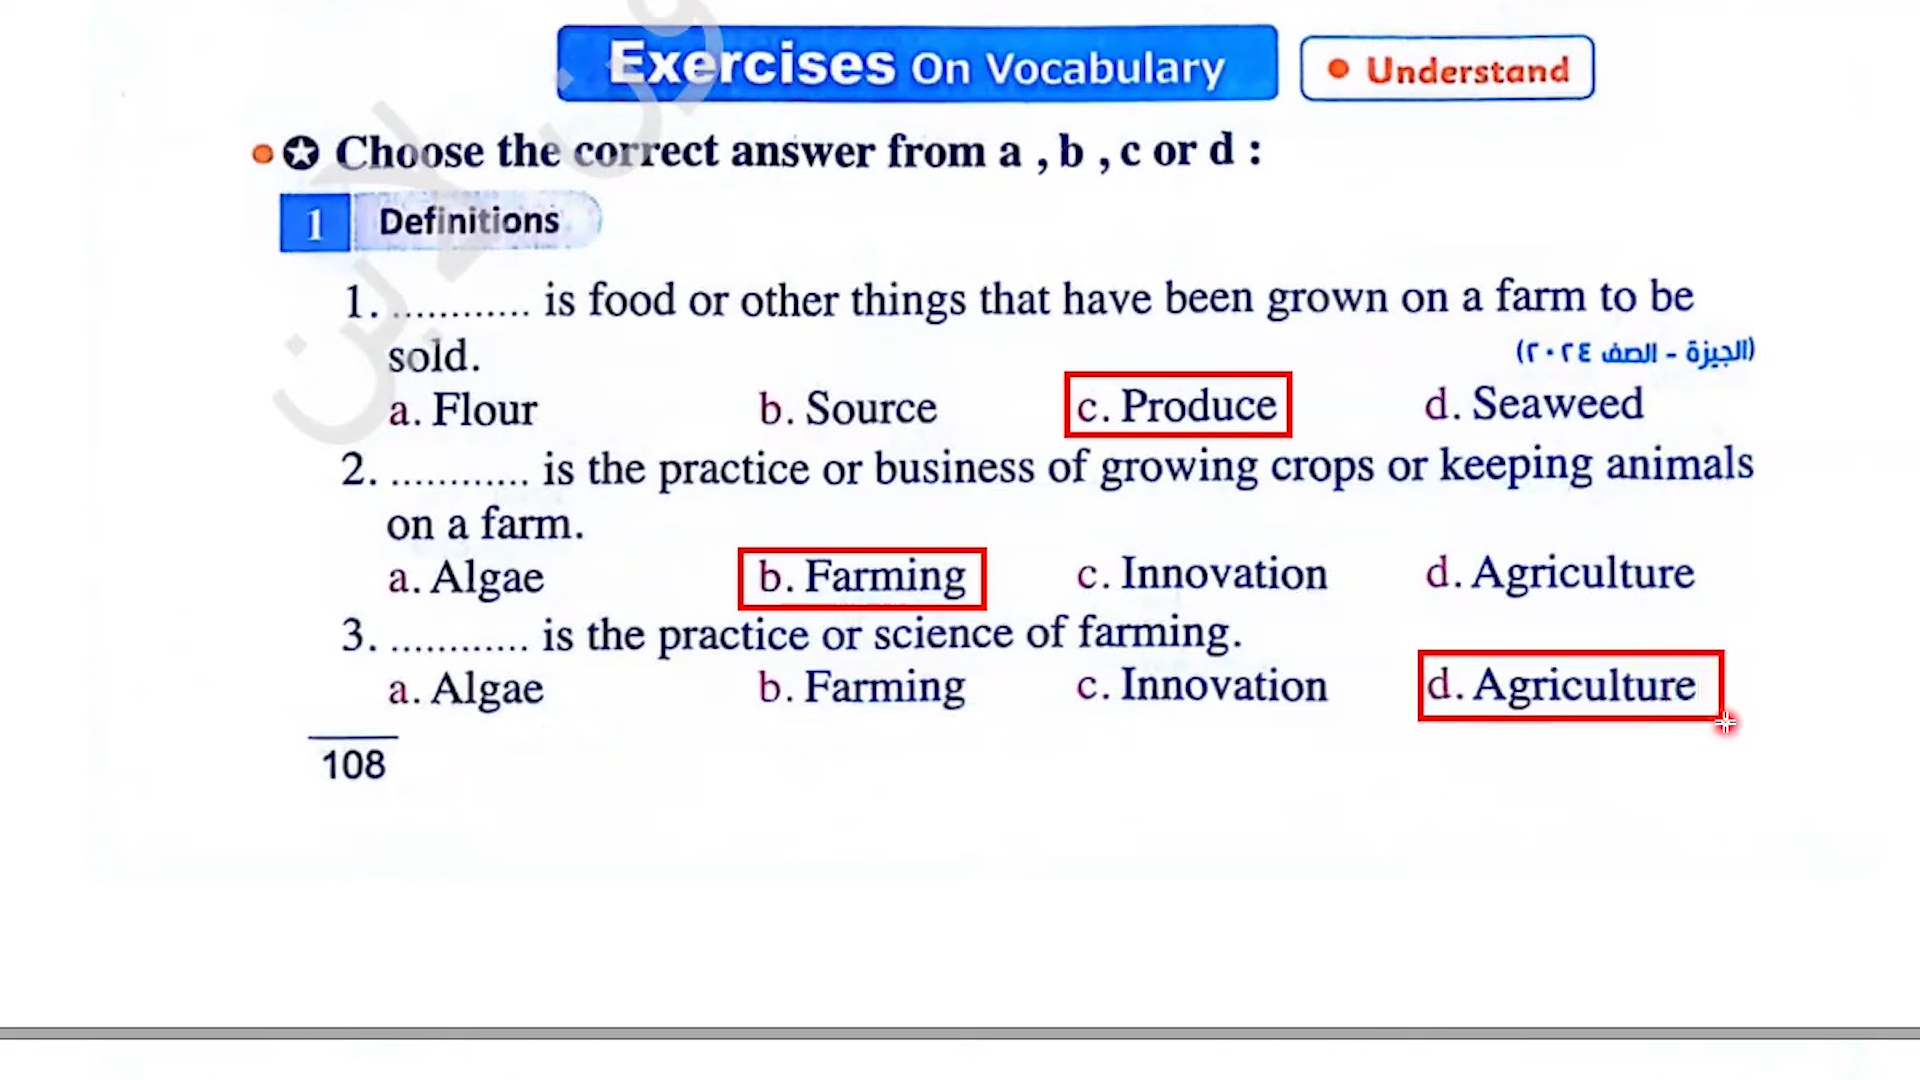 Exercises On Vocabulary
Understand
Choose the correct answer from a , b , c or d :
1 Definitions
1. ............ is food or other things that have been grown on a farm to be
sold.
(الجيزة - الصف ٢٠٢٤)
a. Flour b. Source c. Produce d. Seaweed
2. ............ is the practice or business of growing crops or keeping animals
on a farm.
a. Algae b. Farming c. Innovation d. Agriculture
3. ............ is the practice or science of farming.
a. Algae b. Farming c. Innovation d. Agriculture
108